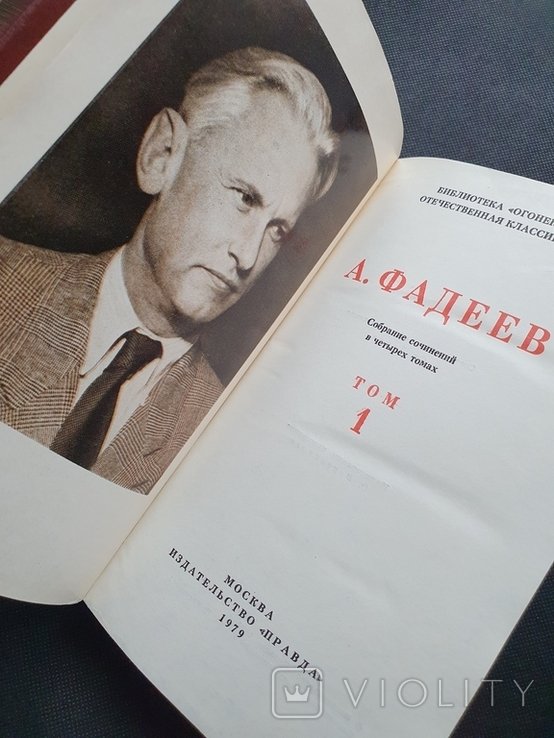 БИБЛИОТЕКА «ОГОНЕ
ОТЕЧЕСТВЕННАЯ КЛАССИ
А. ФАДЕЕВ
Собрание сочинений
в четырех томах
ТОМ
1
МОСКВА
ИЗДАТЕЛЬСТВО «ПРАВДА»
1979
VIOLITY